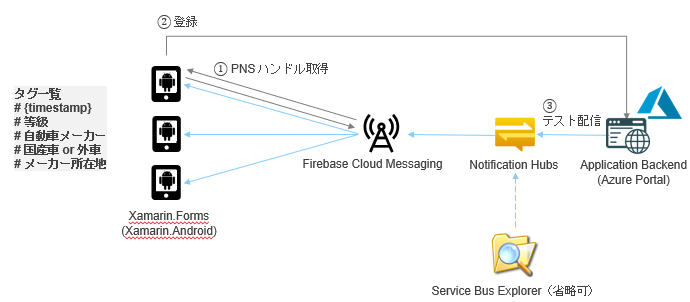 ② 登録
① PNS ハンドル取得
タグ一覧
# {timestamp}
# 等級
# 自動車メーカー
# 国産車 or 外車
# メーカー所在地
③
テスト配信
Firebase Cloud Messaging
Notification Hubs
Application Backend
(Azure Portal)
Xamarin.Forms
(Xamarin.Android)
Service Bus Explorer（省略可）